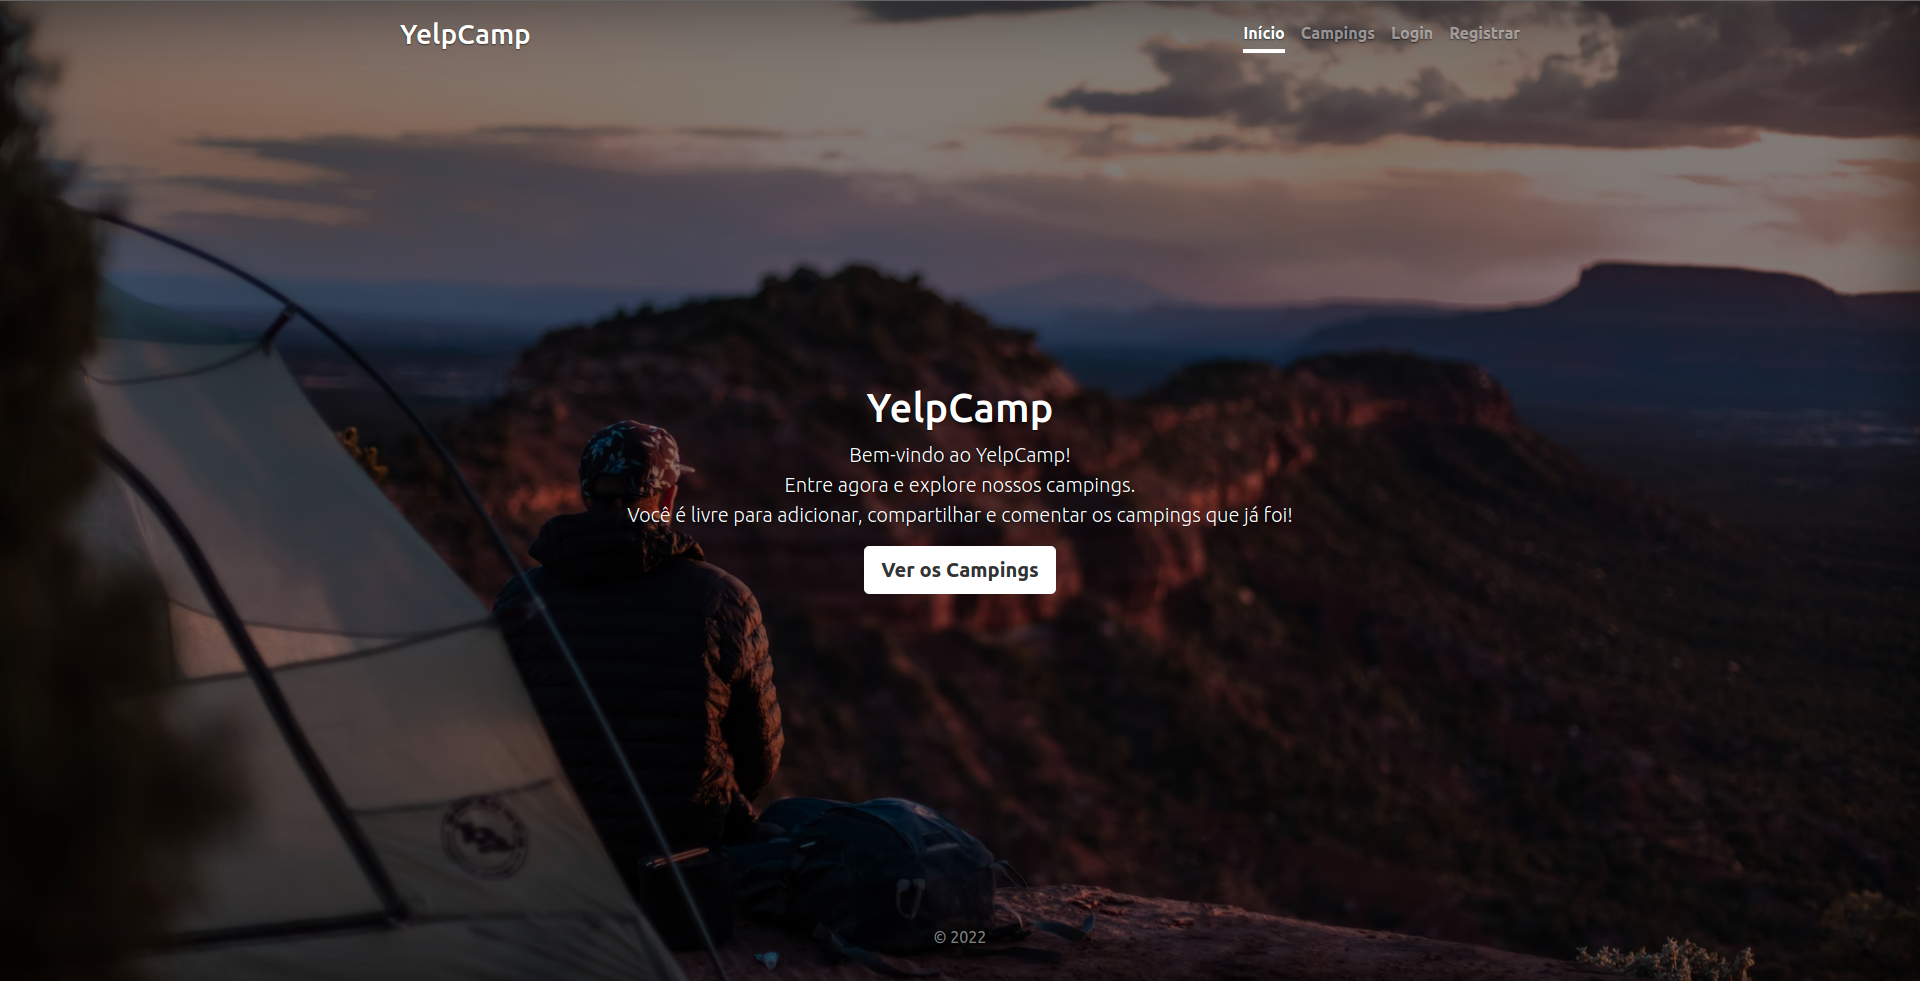 YelpCamp
Início Campings Login Registrar
YelpCamp
Bem-vindo ao YelpCamp!
Entre agora e explore nossos campings.
Você é livre para adicionar, compartilhar e comentar os campings que já foi!
Ver os Campings
© 2022